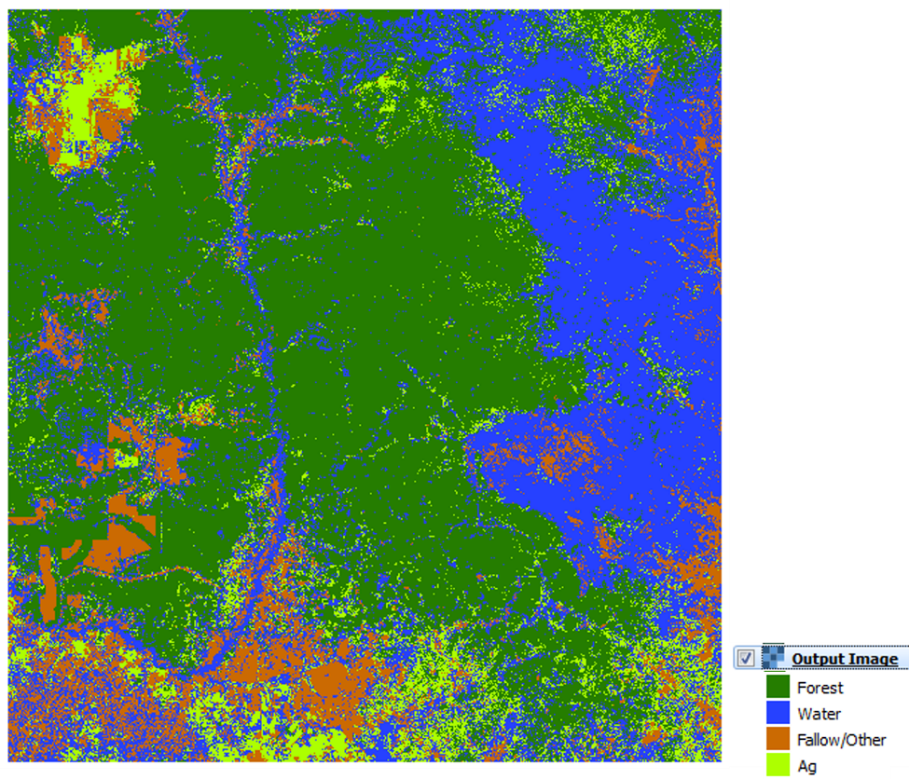 Output Image
Forest
Water
Fallow/Other
Ag